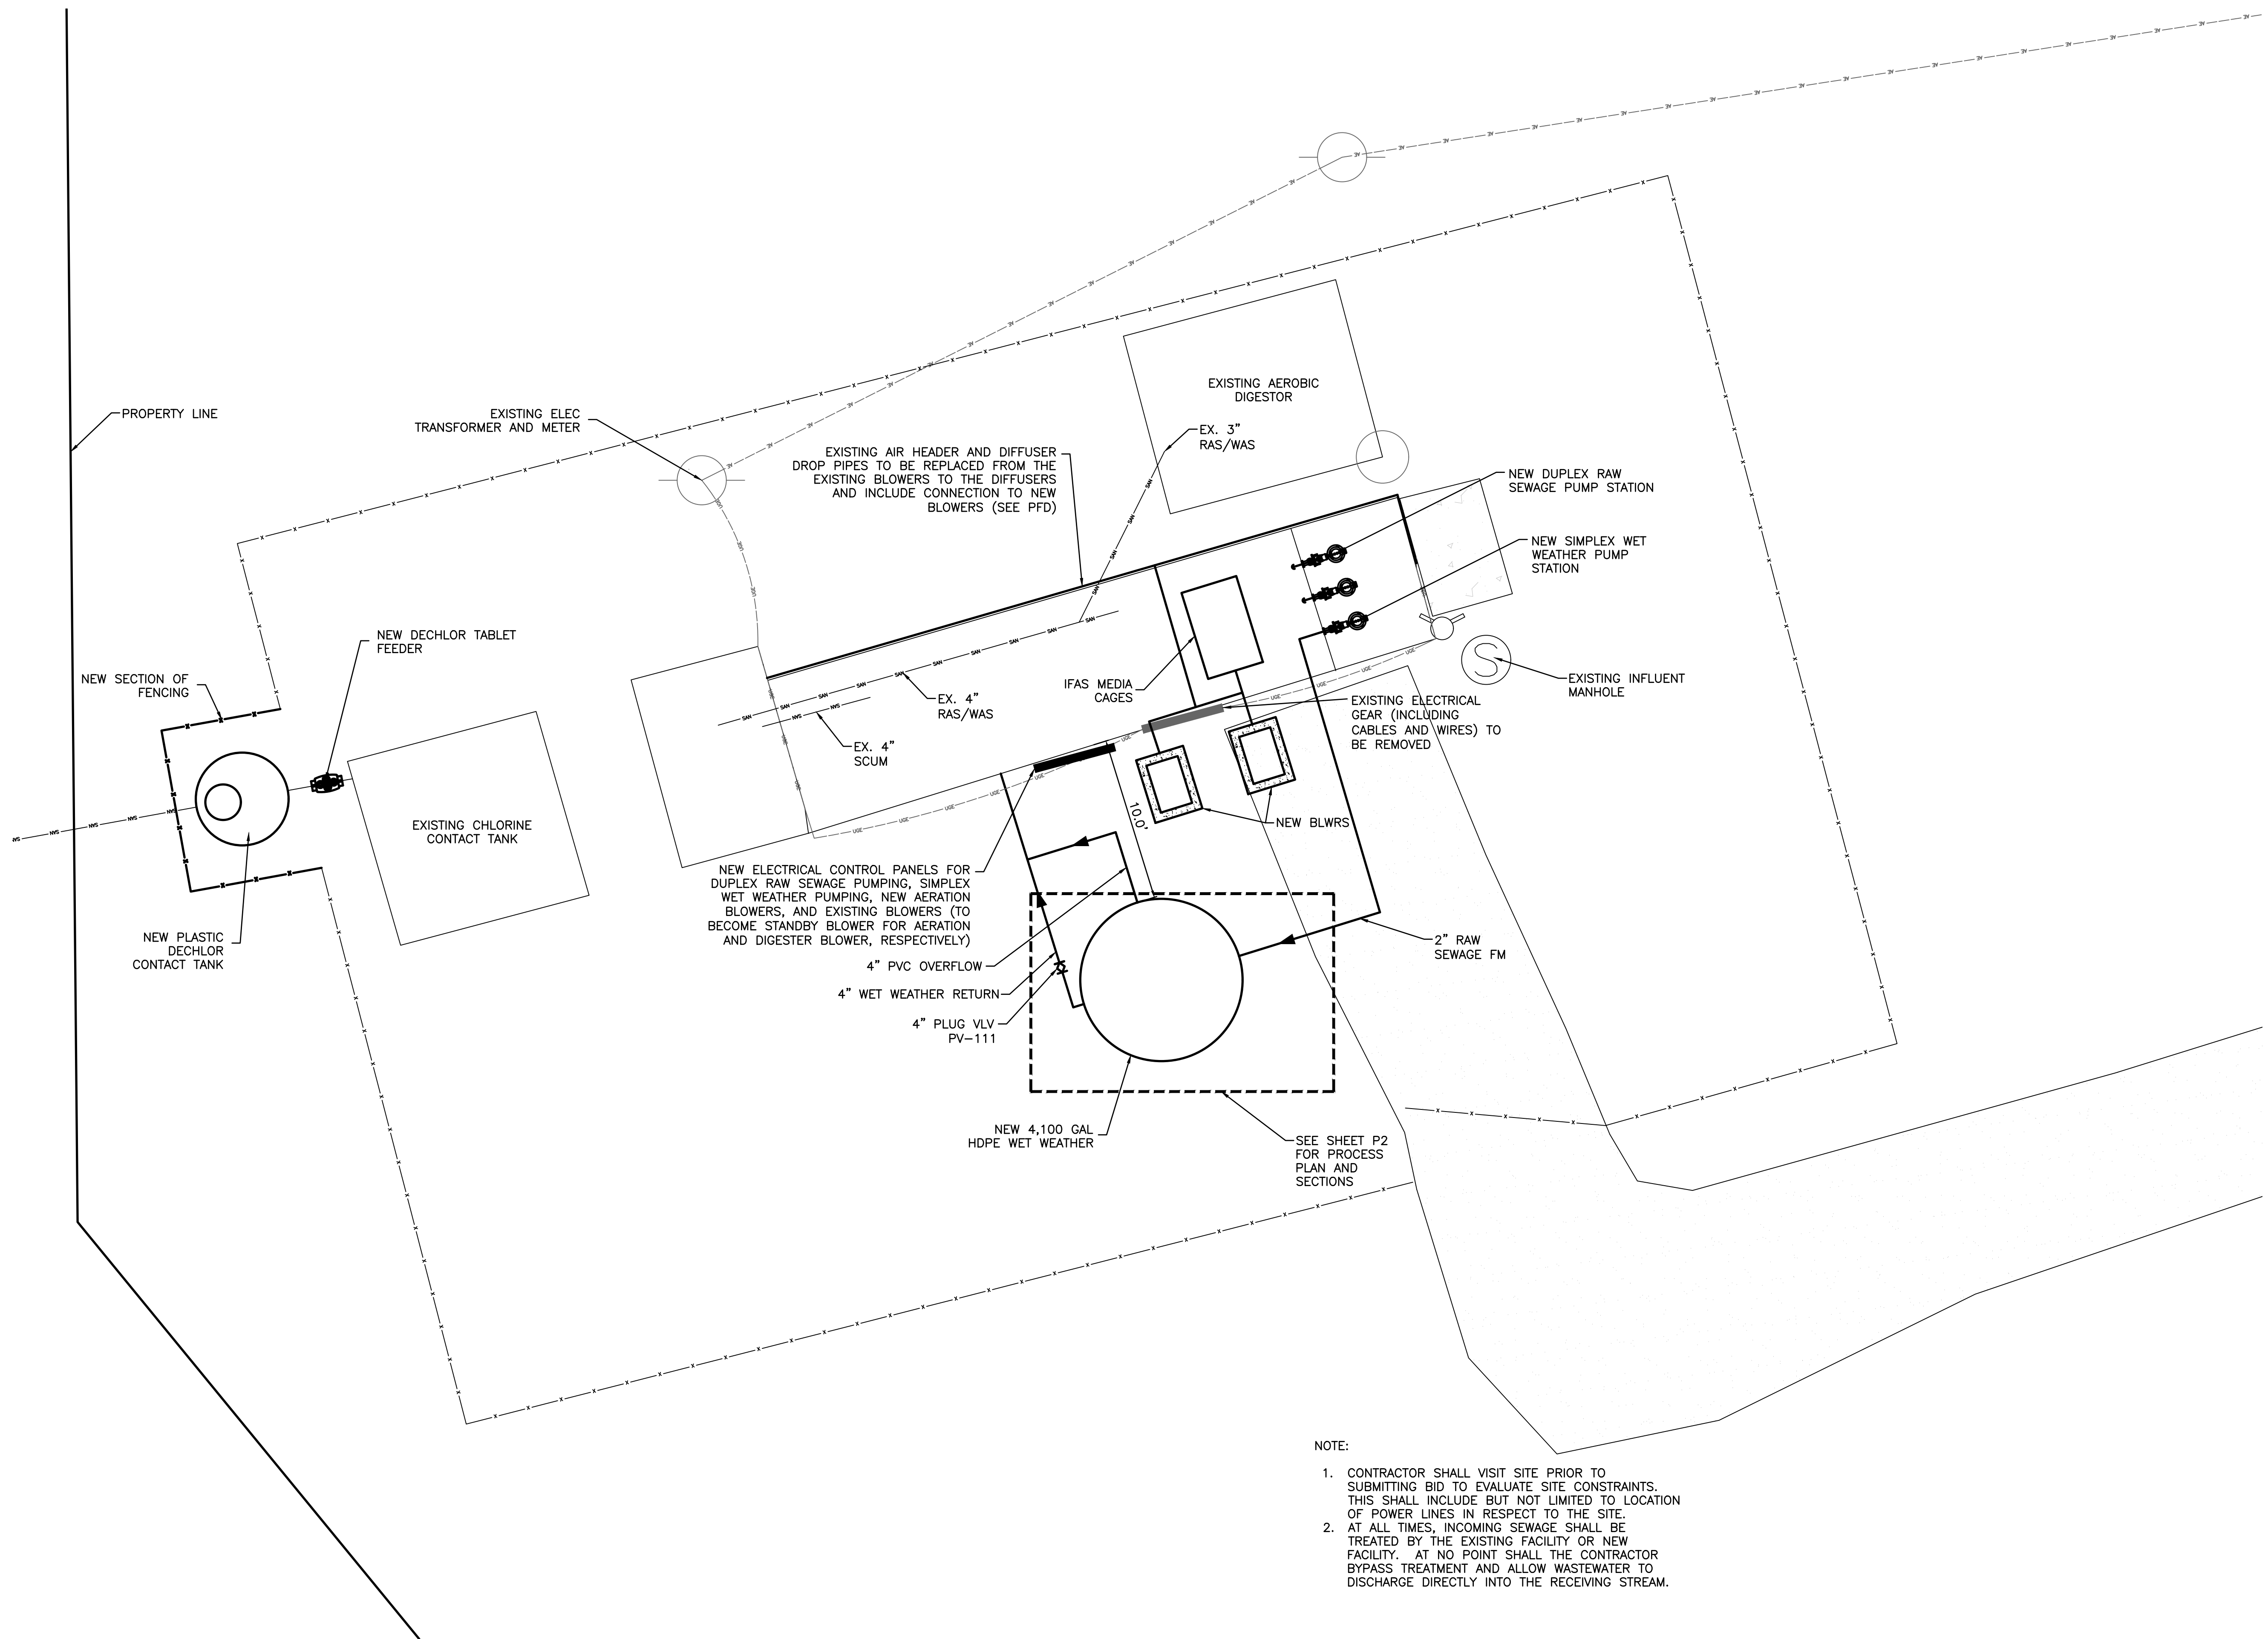 PROPERTY LINE
EXISTING ELEC
TRANSFORMER AND METER
EXISTING AEROBIC
DIGESTOR
EX. 3"
RAS/WAS
EXISTING AIR HEADER AND DIFFUSER
DROP PIPES TO BE REPLACED FROM THE
EXISTING BLOWERS TO THE DIFFUSERS
AND INCLUDE CONNECTION TO NEW
BLOWERS (SEE PFD)
NEW DUPLEX RAW
SEWAGE PUMP STATION
NEW SIMPLEX WET
WEATHER PUMP
STATION
NEW DECHLOR TABLET
FEEDER
NEW SECTION OF
FENCING
EX. 4"
RAS/WAS
IFAS MEDIA
CAGES
EXISTING INFLUENT
MANHOLE
S
EXISTING ELECTRICAL
GEAR (INCLUDING
CABLES AND WIRES) TO
BE REMOVED
EX. 4"
SCUM
EXISTING CHLORINE
CONTACT TANK
10.0'
NEW BLWRS
NEW ELECTRICAL CONTROL PANELS FOR
DUPLEX RAW SEWAGE PUMPING, SIMPLEX
WET WEATHER PUMPING, NEW AERATION
BLOWERS, AND EXISTING BLOWERS (TO
BECOME STANDBY BLOWER FOR AERATION
AND DIGESTER BLOWER, RESPECTIVELY)
NEW PLASTIC
DECHLOR
CONTACT TANK
2" RAW
SEWAGE FM
4" PVC OVERFLOW
4" WET WEATHER RETURN
4" PLUG VLV
PV-111
NEW 4,100 GAL
HDPE WET WEATHER
SEE SHEET P2
FOR PROCESS
PLAN AND
SECTIONS
NOTE:
1. CONTRACTOR SHALL VISIT SITE PRIOR TO
SUBMITTING BID TO EVALUATE SITE CONSTRAINTS.
THIS SHALL INCLUDE BUT NOT LIMITED TO LOCATION
OF POWER LINES IN RESPECT TO THE SITE.
2. AT ALL TIMES, INCOMING SEWAGE SHALL BE
TREATED BY THE EXISTING FACILITY OR NEW
FACILITY. AT NO POINT SHALL THE CONTRACTOR
BYPASS TREATMENT AND ALLOW WASTEWATER TO
DISCHARGE DIRECTLY INTO THE RECEIVING STREAM.